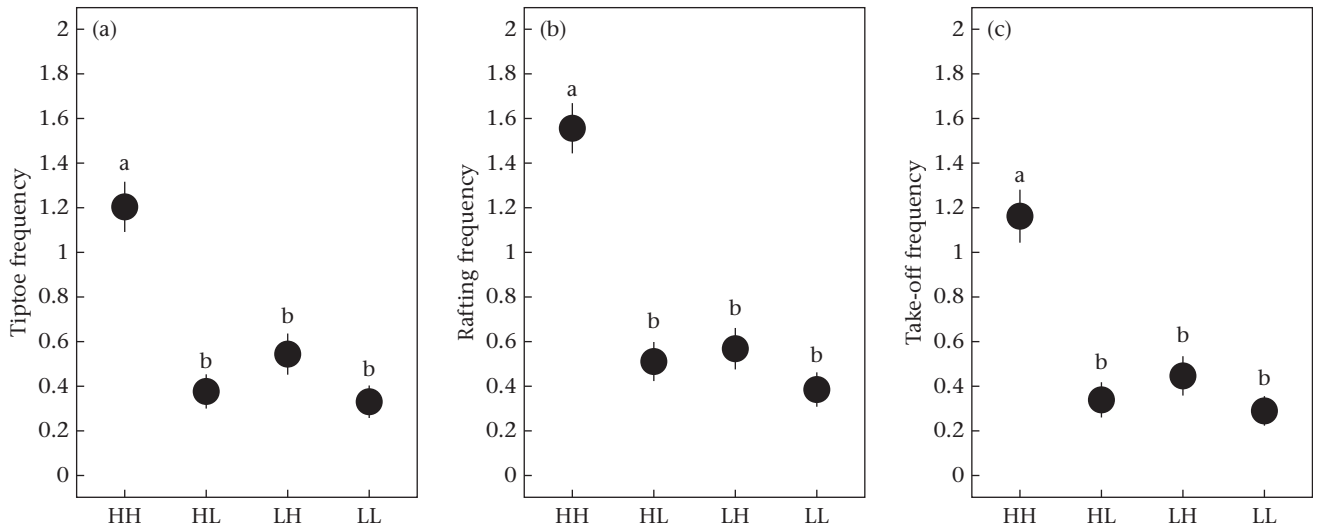 (a)
Tiptoe frequency
2
1.8
1.6
1.4
1.2
1
0.8
0.6
0.4
0.2
0
a
b
b
b
HH HL LH LL
(b)
Rafting frequency
2
1.8
1.6
1.4
1.2
1
0.8
0.6
0.4
0.2
0
a
b
b
b
HH HL LH LL
(c)
Take-off frequency
2
1.8
1.6
1.4
1.2
1
0.8
0.6
0.4
0.2
0
a
b
b
b
HH HL LH LL